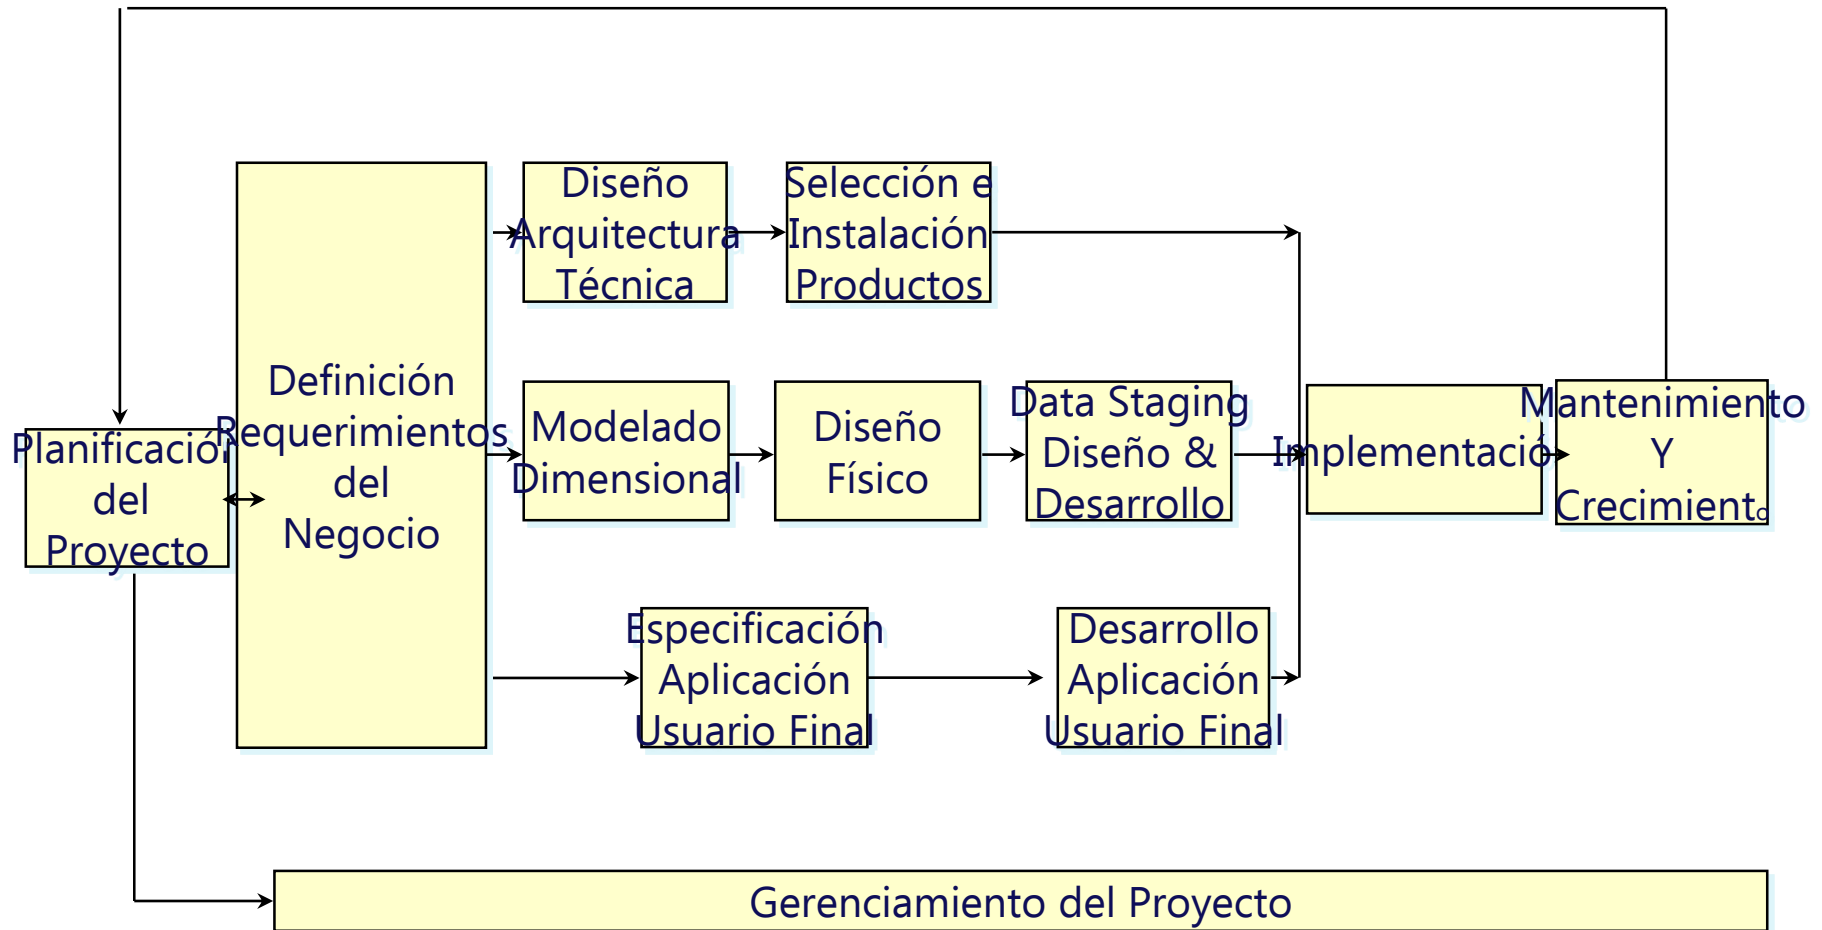 Diseño
Arquitectura
Técnica
Selección e
Instalación
Productos
Planificación
del
Proyecto
Definición
Requerimientos
del
Negocio
Modelado
Dimensional
Diseño
Físico
Data Staging
Diseño &
Desarrollo
Implementació
Mantenimiento
Y
Crecimiento
Especificación
Aplicación
Usuario Final
Desarrollo
Aplicación
Usuario Final
Gerenciamiento del Proyecto